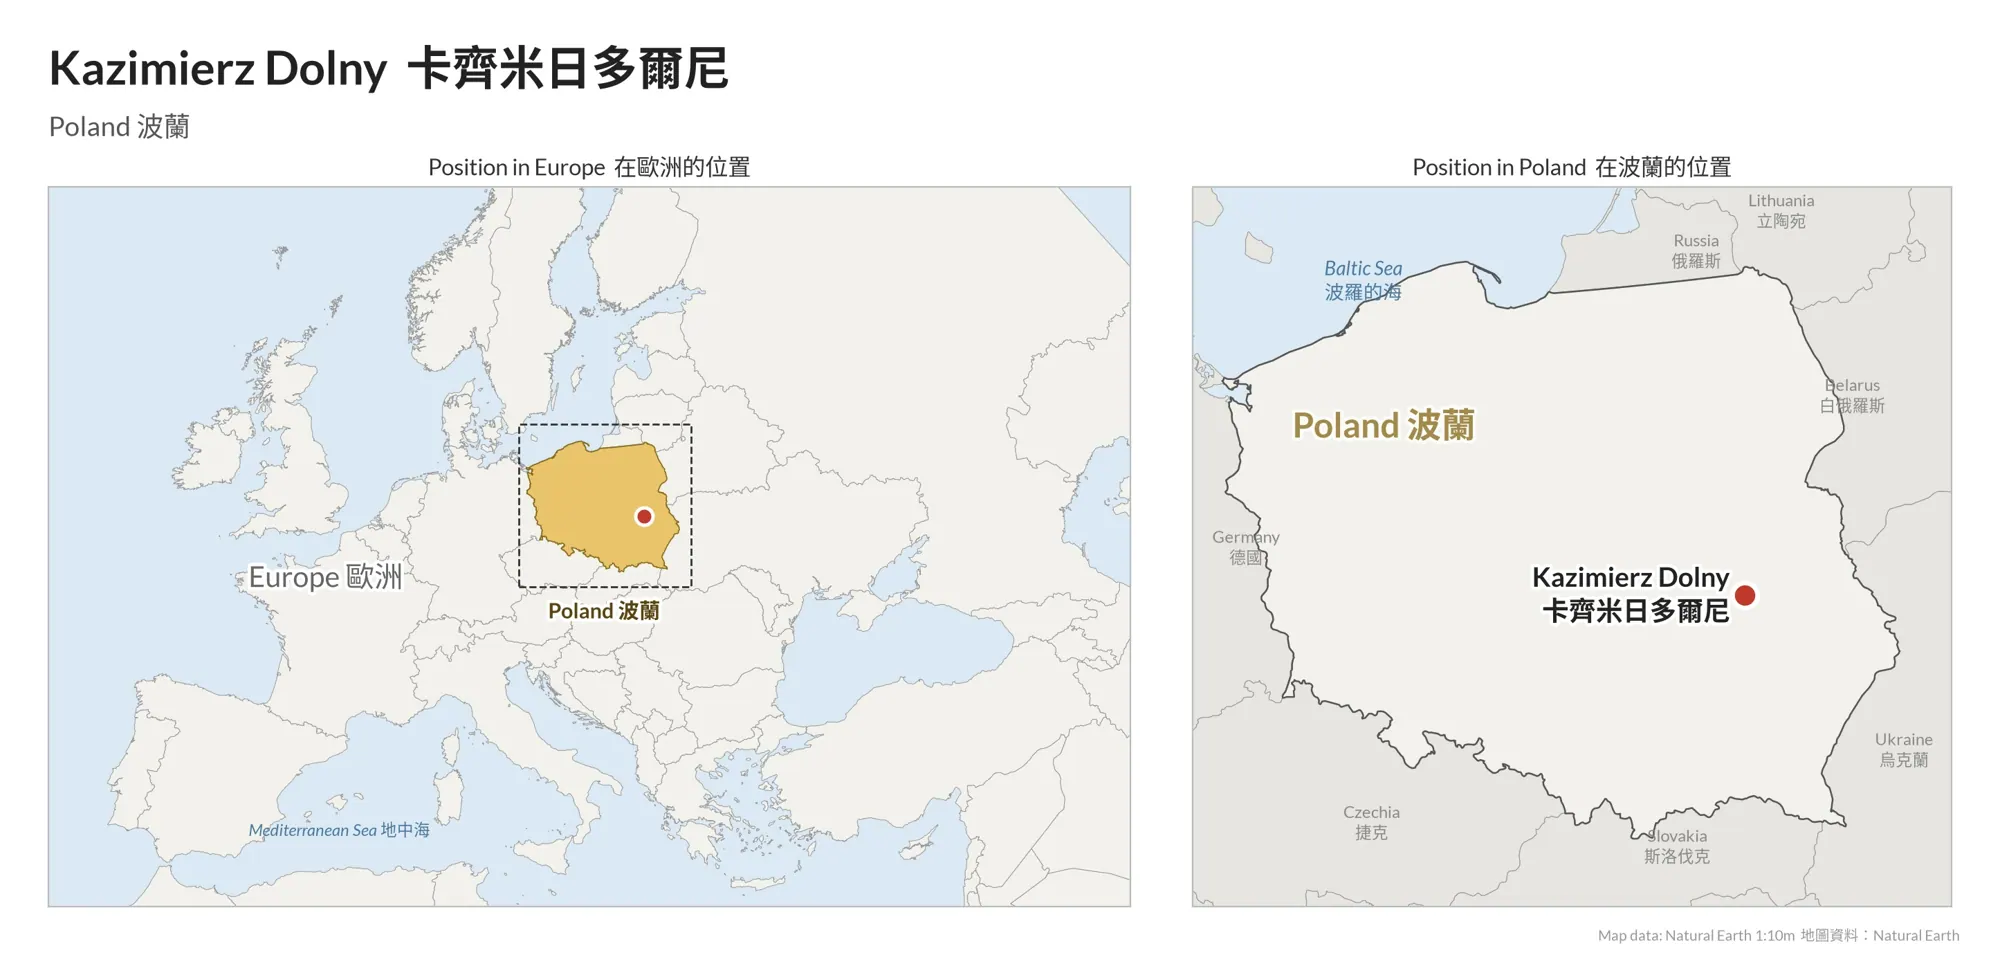 Kazimierz Dolny 卡齊米日多爾尼
Poland 波蘭
Position in Europe 在歐洲的位置
Europe 歐洲
Poland 波蘭
Mediterranean Sea 地中海
Position in Poland 在波蘭的位置
Lithuania
立陶宛
Russia
俄羅斯
Baltic Sea
波羅的海
Belarus
白俄羅斯
Poland 波蘭
Germany
德國
Kazimierz Dolny
卡齊米日多爾尼
Ukraine
烏克蘭
Czechia
捷克
Slovakia
斯洛伐克
Map data: Natural Earth 1:10m 地圖資料：Natural Earth